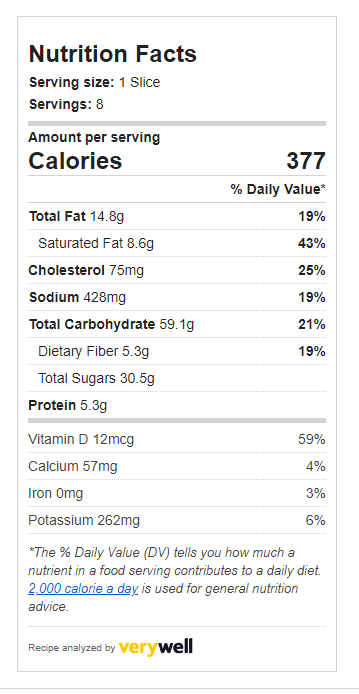 Nutrition Facts
Serving size: 1 Slice
Servings: 8
Amount per serving
Calories 377
% Daily Value*
Total Fat 14.8g 19%
Saturated Fat 8.6g 43%
Cholesterol 75mg 25%
Sodium 428mg 19%
Total Carbohydrate 59.1g 21%
Dietary Fiber 5.3g 19%
Total Sugars 30.5g
Protein 5.3g
Vitamin D 12mcg 59%
Calcium 57mg 4%
Iron 0mg 3%
Potassium 262mg 6%
*The % Daily Value (DV) tells you how much a
nutrient in a food serving contributes to a daily diet.
2,000 calorie a day is used for general nutrition
advice.
Recipe analyzed by verywell